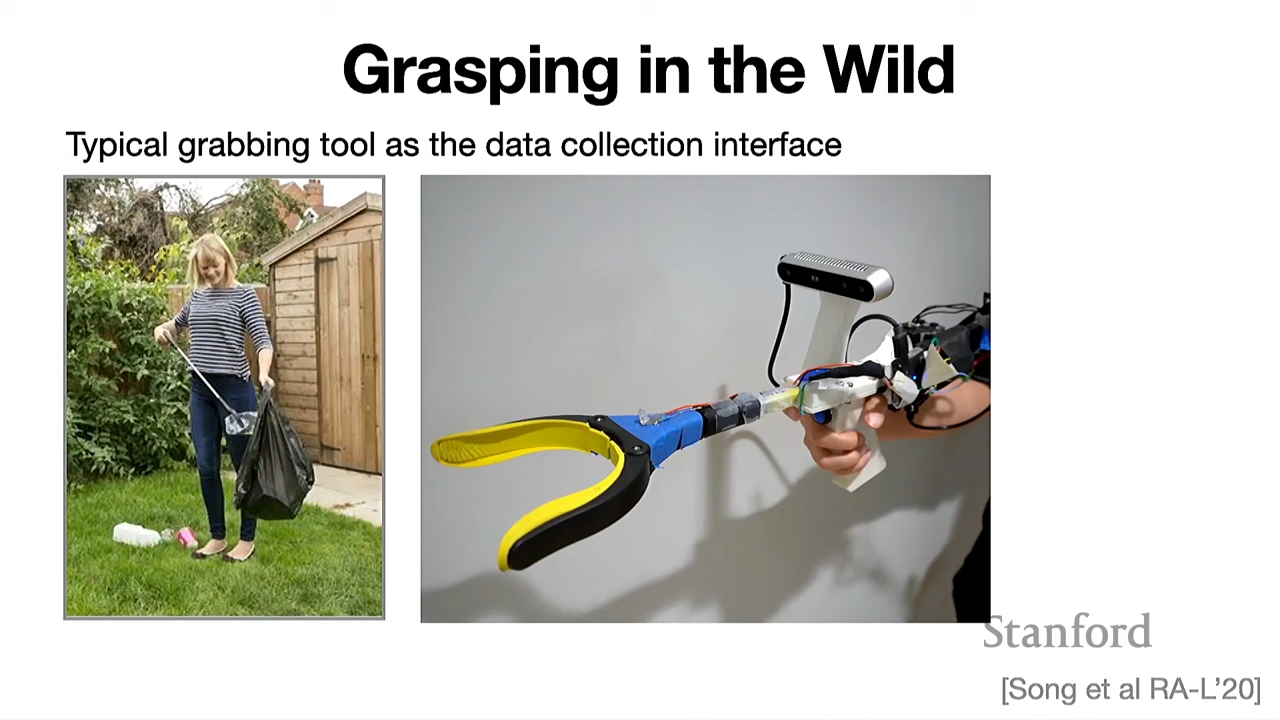 Grasping in the Wild
Typical grabbing tool as the data collection interface
Stanford
[Song et al RA-L’20]